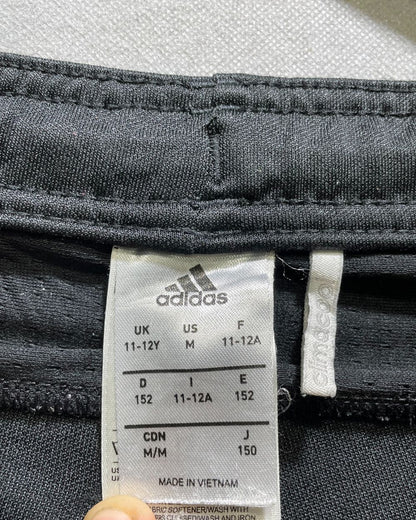 adidas
UK US F
11-12Y M 11-12A
D I E
152 11-12A 152
CDN J
M/M 150
MADE IN VIETNAM
climacool